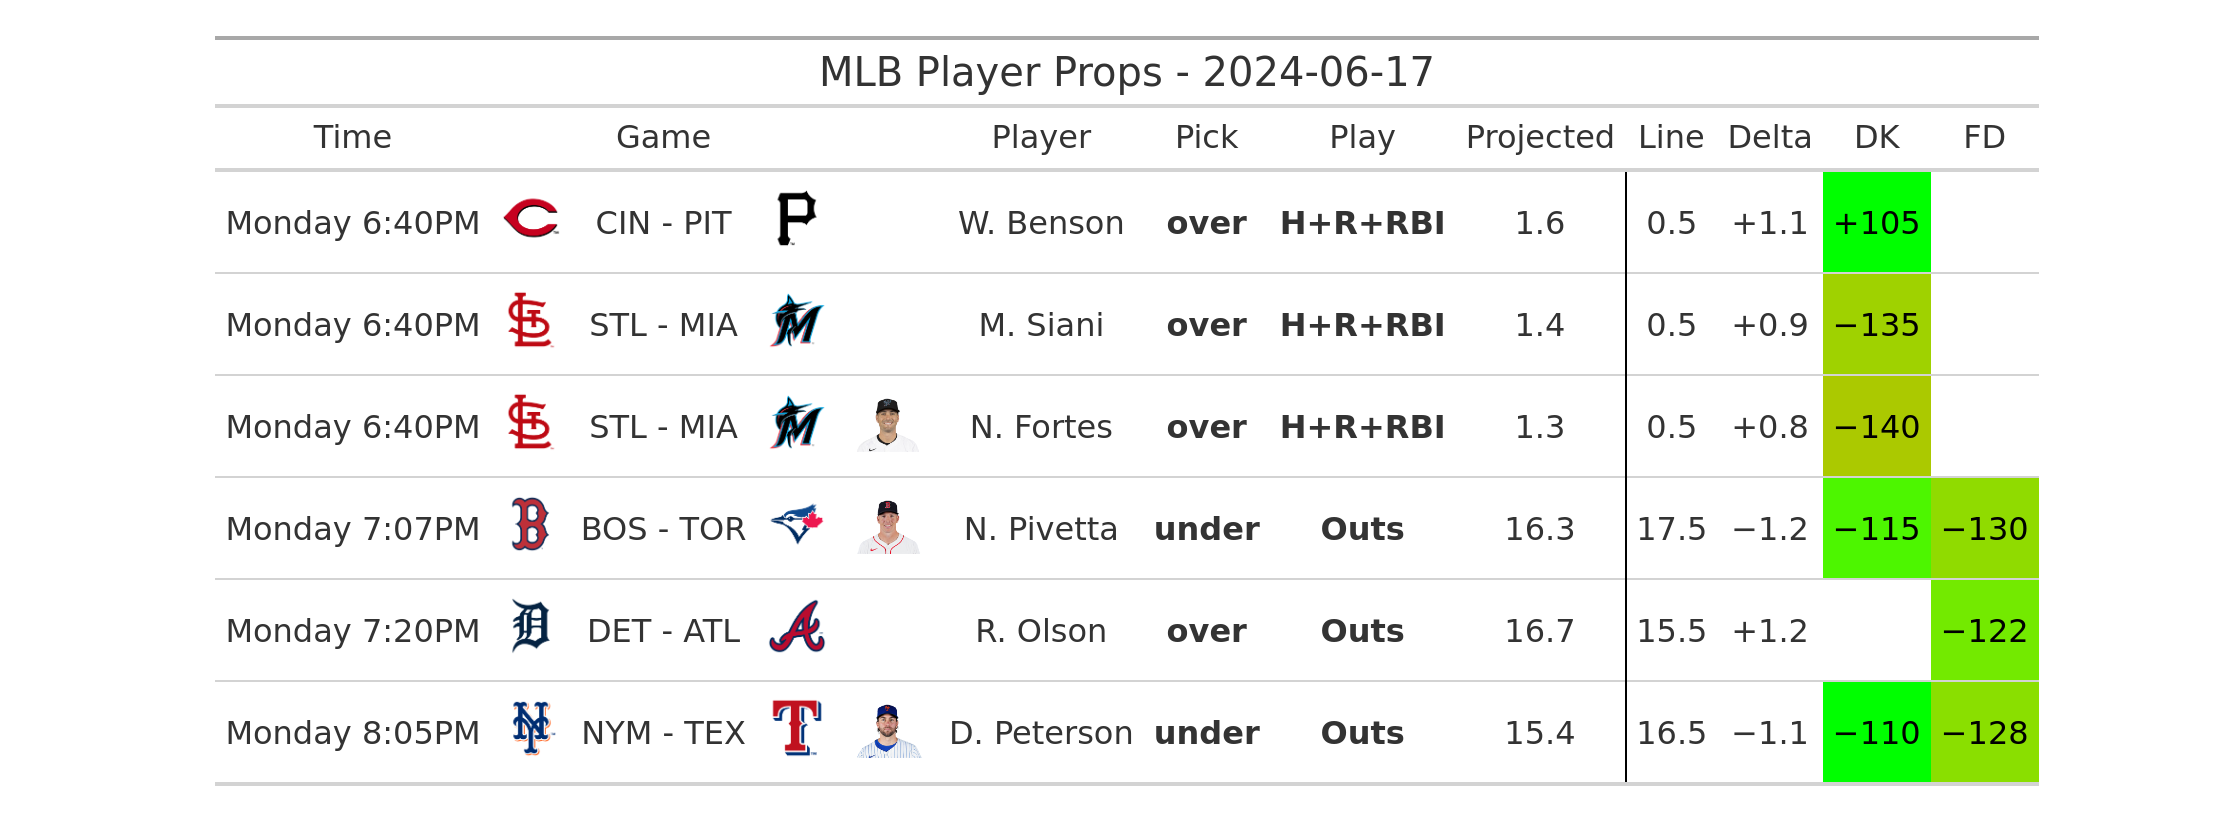 MLB Player Props - 2024-06-17
Time Game Player Pick Play Projected Line Delta DK FD
Monday 6:40PM CIN - PIT W. Benson over H+R+RBI 1.6 0.5 +1.1 +105
Monday 6:40PM STL - MIA M. Siani over H+R+RBI 1.4 0.5 +0.9 −135
Monday 6:40PM STL - MIA N. Fortes over H+R+RBI 1.3 0.5 +0.8 −140
Monday 7:07PM BOS - TOR N. Pivetta under Outs 16.3 17.5 −1.2 −115 −130
Monday 7:20PM DET - ATL R. Olson over Outs 16.7 15.5 +1.2 −122
Monday 8:05PM NYM - TEX D. Peterson under Outs 15.4 16.5 −1.1 −110 −128